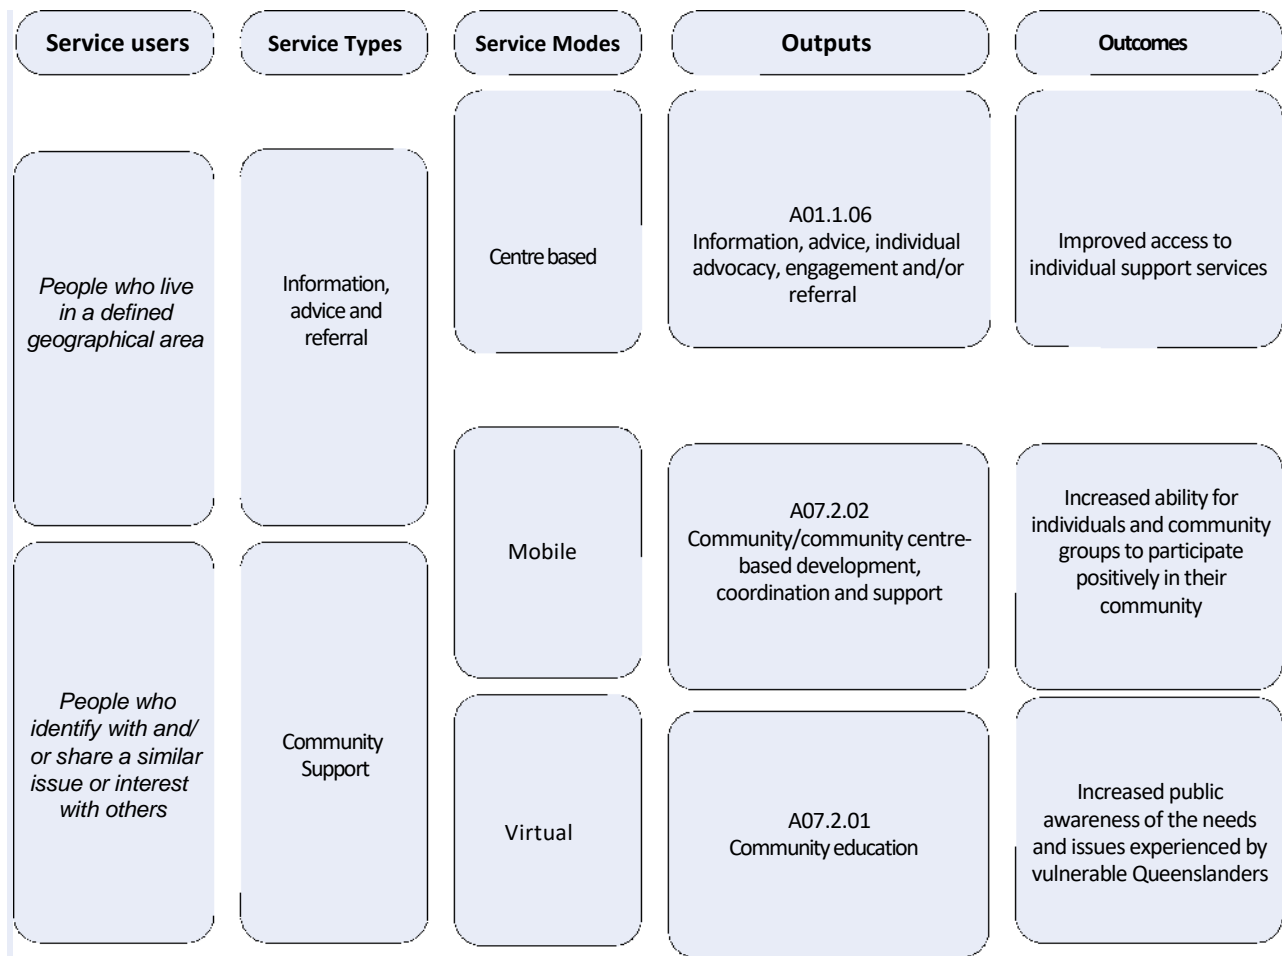 Service users
Service Types
Service Modes
Outputs
Outcomes
People who live
in a defined
geographical area
Information,
advice and
referral
Centre based
A01.1.06
Information, advice, individual
advocacy, engagement and/or
referral
Improved access to
individual support services
Mobile
A07.2.02
Community/community centre-
based development,
coordination and support
Increased ability for
individuals and community
groups to participate
positively in their
community
People who
identify with and/
or share a similar
issue or interest
with others
Community
Support
Virtual
A07.2.01
Community education
Increased public
awareness of the needs
and issues experienced by
vulnerable Queenslanders